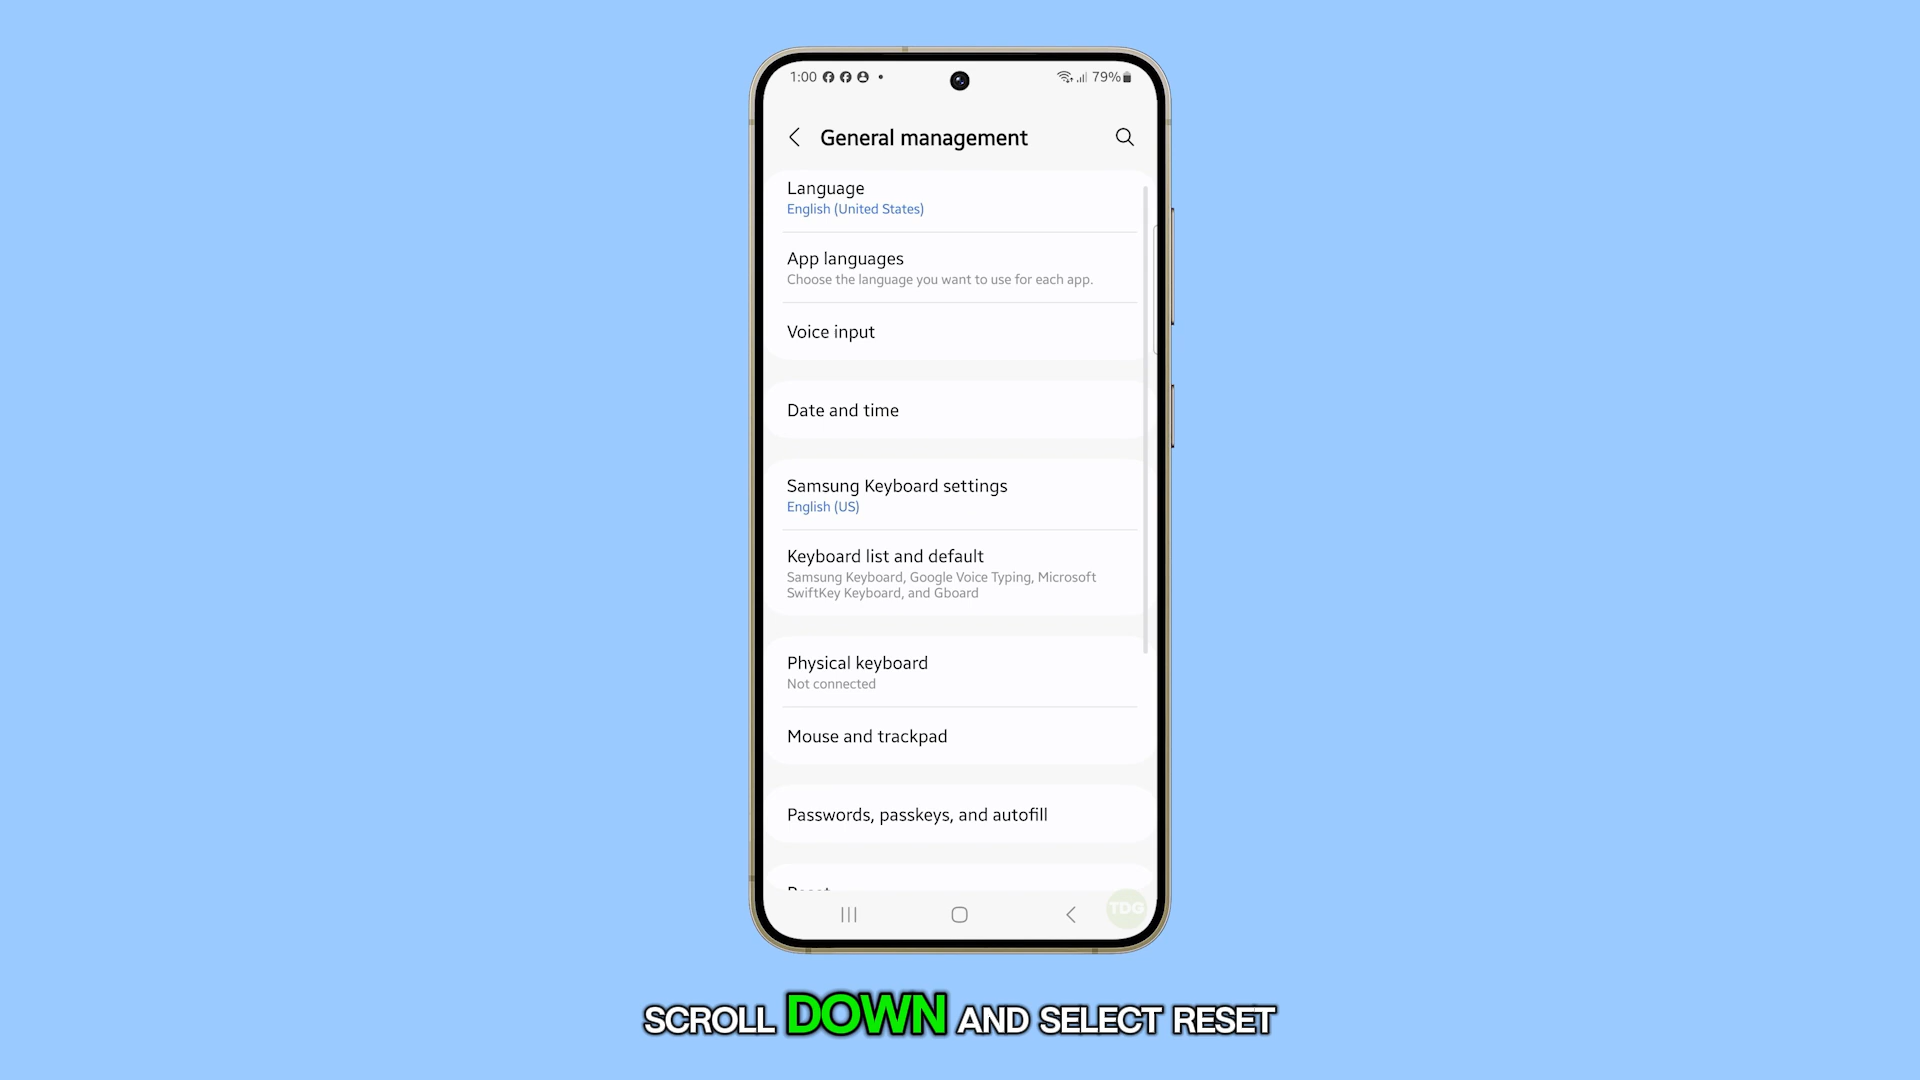 1:00
79%
General management
Language
English (United States)
App languages
Choose the language you want to use for each app.
Voice input
Date and time
Samsung Keyboard settings
English (US)
Keyboard list and default
Samsung Keyboard, Google Voice Typing, Microsoft
SwiftKey Keyboard, and Gboard
Physical keyboard
Not connected
Mouse and trackpad
Passwords, passkeys, and autofill
Reset
TDG
SCROLL DOWN AND SELECT RESET